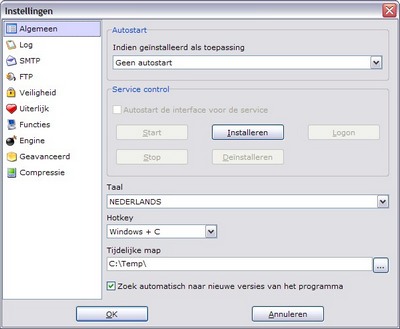 Instellingen
Algemeen
Log
SMTP
FTP
Veiligheid
Uiterlijk
Functies
Engine
Geavanceerd
Compressie
Autostart
Indien geïnstalleerd als toepassing
Geen autostart
Service control
Autostart de interface voor de service
Start
Installeren
Logon
Stop
Deïnstalleren
Taal
NEDERLANDS
Hotkey
Windows + C
Tijdelijke map
C:\Temp\
...
Zoek automatisch naar nieuwe versies van het programma
OK
Annuleren